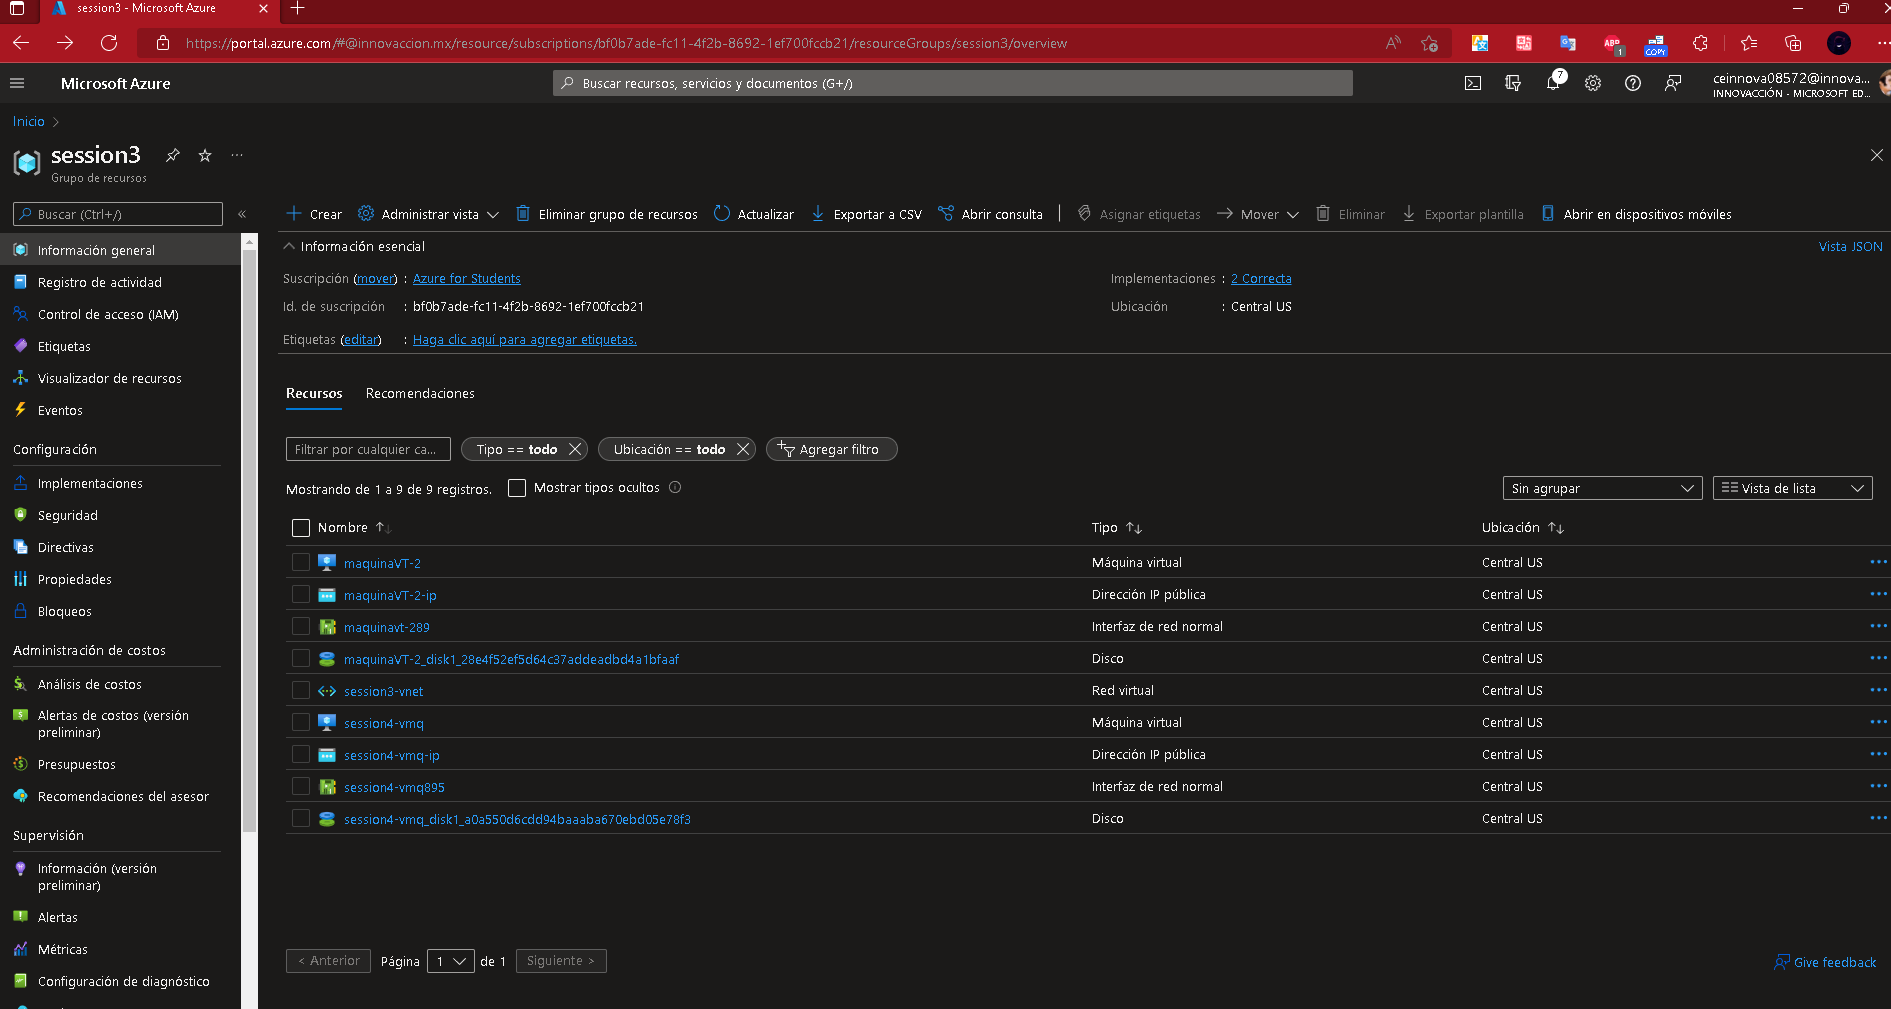 session3 - Microsoft Azure
https://portal.azure.com/#@innovaccion.mx/resource/subscriptions/bf0b7ade-fc11-4f2b-8692-1ef700fccb21/resourceGroups/session3/overview
ABP
1
COPY
Microsoft Azure
Buscar recursos, servicios y documentos (G+/)
7
ceinnova08572@innova...
INNOVACCIÓN - MICROSOFT ED...
Inicio
session3
Grupo de recursos
Buscar (Ctrl+/)
Crear
Administrar vista
Eliminar grupo de recursos
Actualizar
Exportar a CSV
Abrir consulta
Asignar etiquetas
Mover
Eliminar
Exportar plantilla
Abrir en dispositivos móviles
Información general
Registro de actividad
Control de acceso (IAM)
Etiquetas
Visualizador de recursos
Eventos
Configuración
Implementaciones
Seguridad
Directivas
Propiedades
Bloqueos
Administración de costos
Análisis de costos
Alertas de costos (versión
preliminar)
Presupuestos
Recomendaciones del asesor
Supervisión
Información (versión
preliminar)
Alertas
Métricas
Configuración de diagnóstico
Información esencial
Vista JSON
Suscripción (mover) : Azure for Students
Implementaciones : 2 Correcta
Id. de suscripción : bf0b7ade-fc11-4f2b-8692-1ef700fccb21
Ubicación : Central US
Etiquetas (editar) : Haga clic aquí para agregar etiquetas.
Recursos Recomendaciones
Filtrar por cualquier ca...
Tipo == todo
Ubicación == todo
Agregar filtro
Mostrando de 1 a 9 de 9 registros.
Mostrar tipos ocultos
Sin agrupar
Vista de lista
Nombre Tipo Ubicación
maquinaVT-2 Máquina virtual Central US
maquinaVT-2-ip Dirección IP pública Central US
maquinavt-289 Interfaz de red normal Central US
maquinaVT-2_disk1_28e4f52ef5d64c37addeadbd4a1bfaaf Disco Central US
session3-vnet Red virtual Central US
session4-vmq Máquina virtual Central US
session4-vmq-ip Dirección IP pública Central US
session4-vmq895 Interfaz de red normal Central US
session4-vmq_disk1_a0a550d6cdd94baaaba670ebd05e78f3 Disco Central US
< Anterior Página 1 de 1 Siguiente >
Give feedback